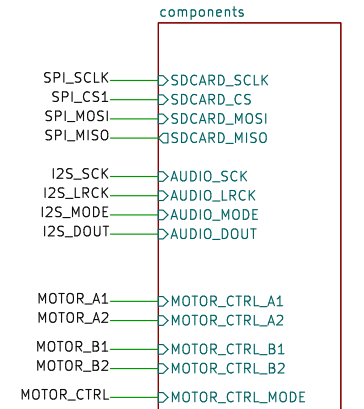 components
SPI_SCLK SDCARD_SCLK
SPI_CS1 SDCARD_CS
SPI_MOSI SDCARD_MOSI
SPI_MISO SDCARD_MISO
I2S_SCK AUDIO_SCK
I2S_LRCK AUDIO_LRCK
I2S_MODE AUDIO_MODE
I2S_DOUT AUDIO_DOUT
MOTOR_A1 MOTOR_CTRL_A1
MOTOR_A2 MOTOR_CTRL_A2
MOTOR_B1 MOTOR_CTRL_B1
MOTOR_B2 MOTOR_CTRL_B2
MOTOR_CTRL MOTOR_CTRL_MODE